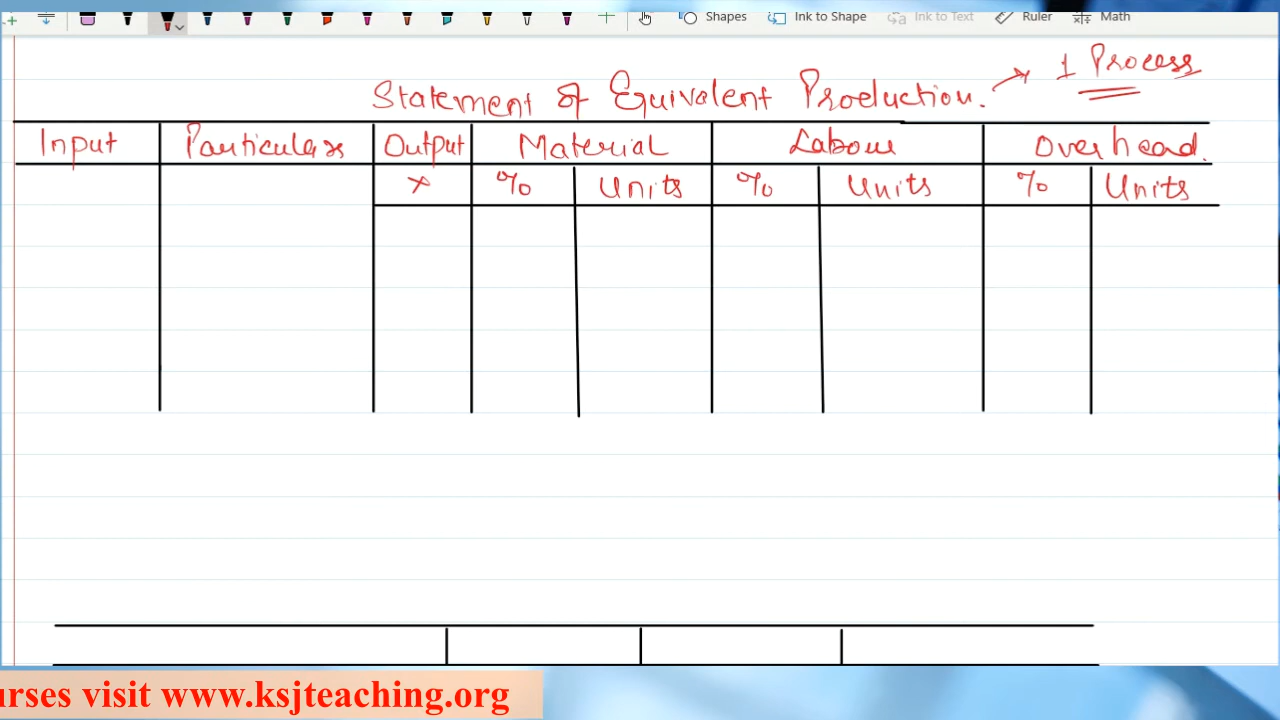 Shapes Ink to Shape Ink to Text Ruler Math
Statement of Equivalent Production. → 1 Process
Input Particulars Output Material Labour Overhead.
x % Units % Units % Units
urses visit www.ksjteaching.org